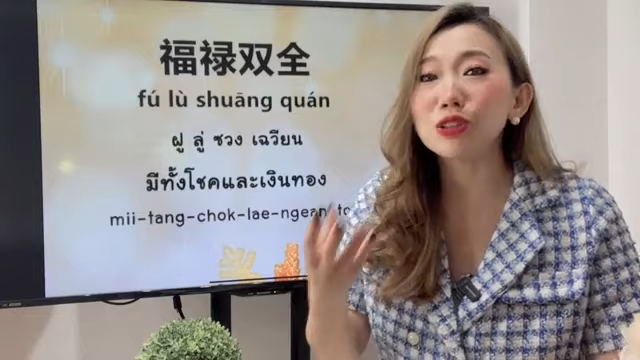 福禄双全
fú lù shuāng quán
ฝู ลู่ ซวง เฉวียน
มีทั้งโชคและเงินทอง
mii-tang-chok-lae-ngean-to